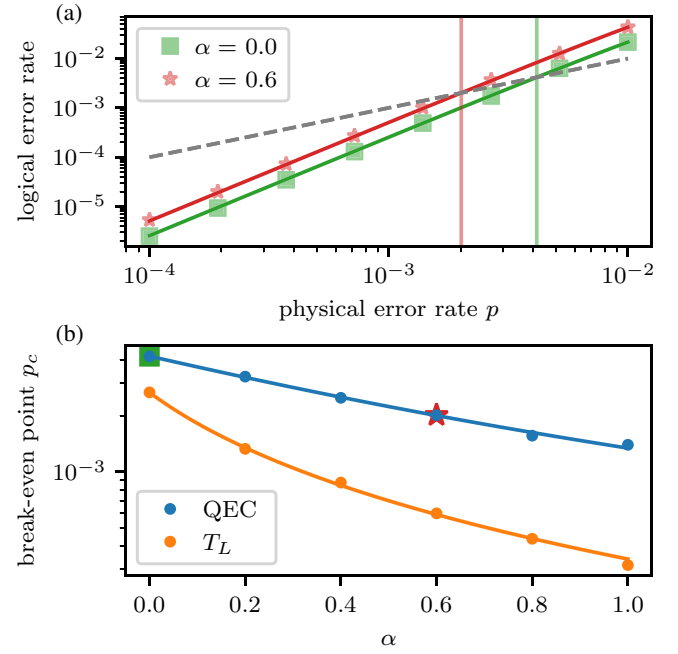 (a)
logical error rate
10⁻²
10⁻³
10⁻⁴
10⁻⁵
α = 0.0
α = 0.6
10⁻⁴ 10⁻³ 10⁻²
physical error rate p
(b)
break-even point p_c
10⁻³
QEC
T_L
0.0 0.2 0.4 0.6 0.8 1.0
α